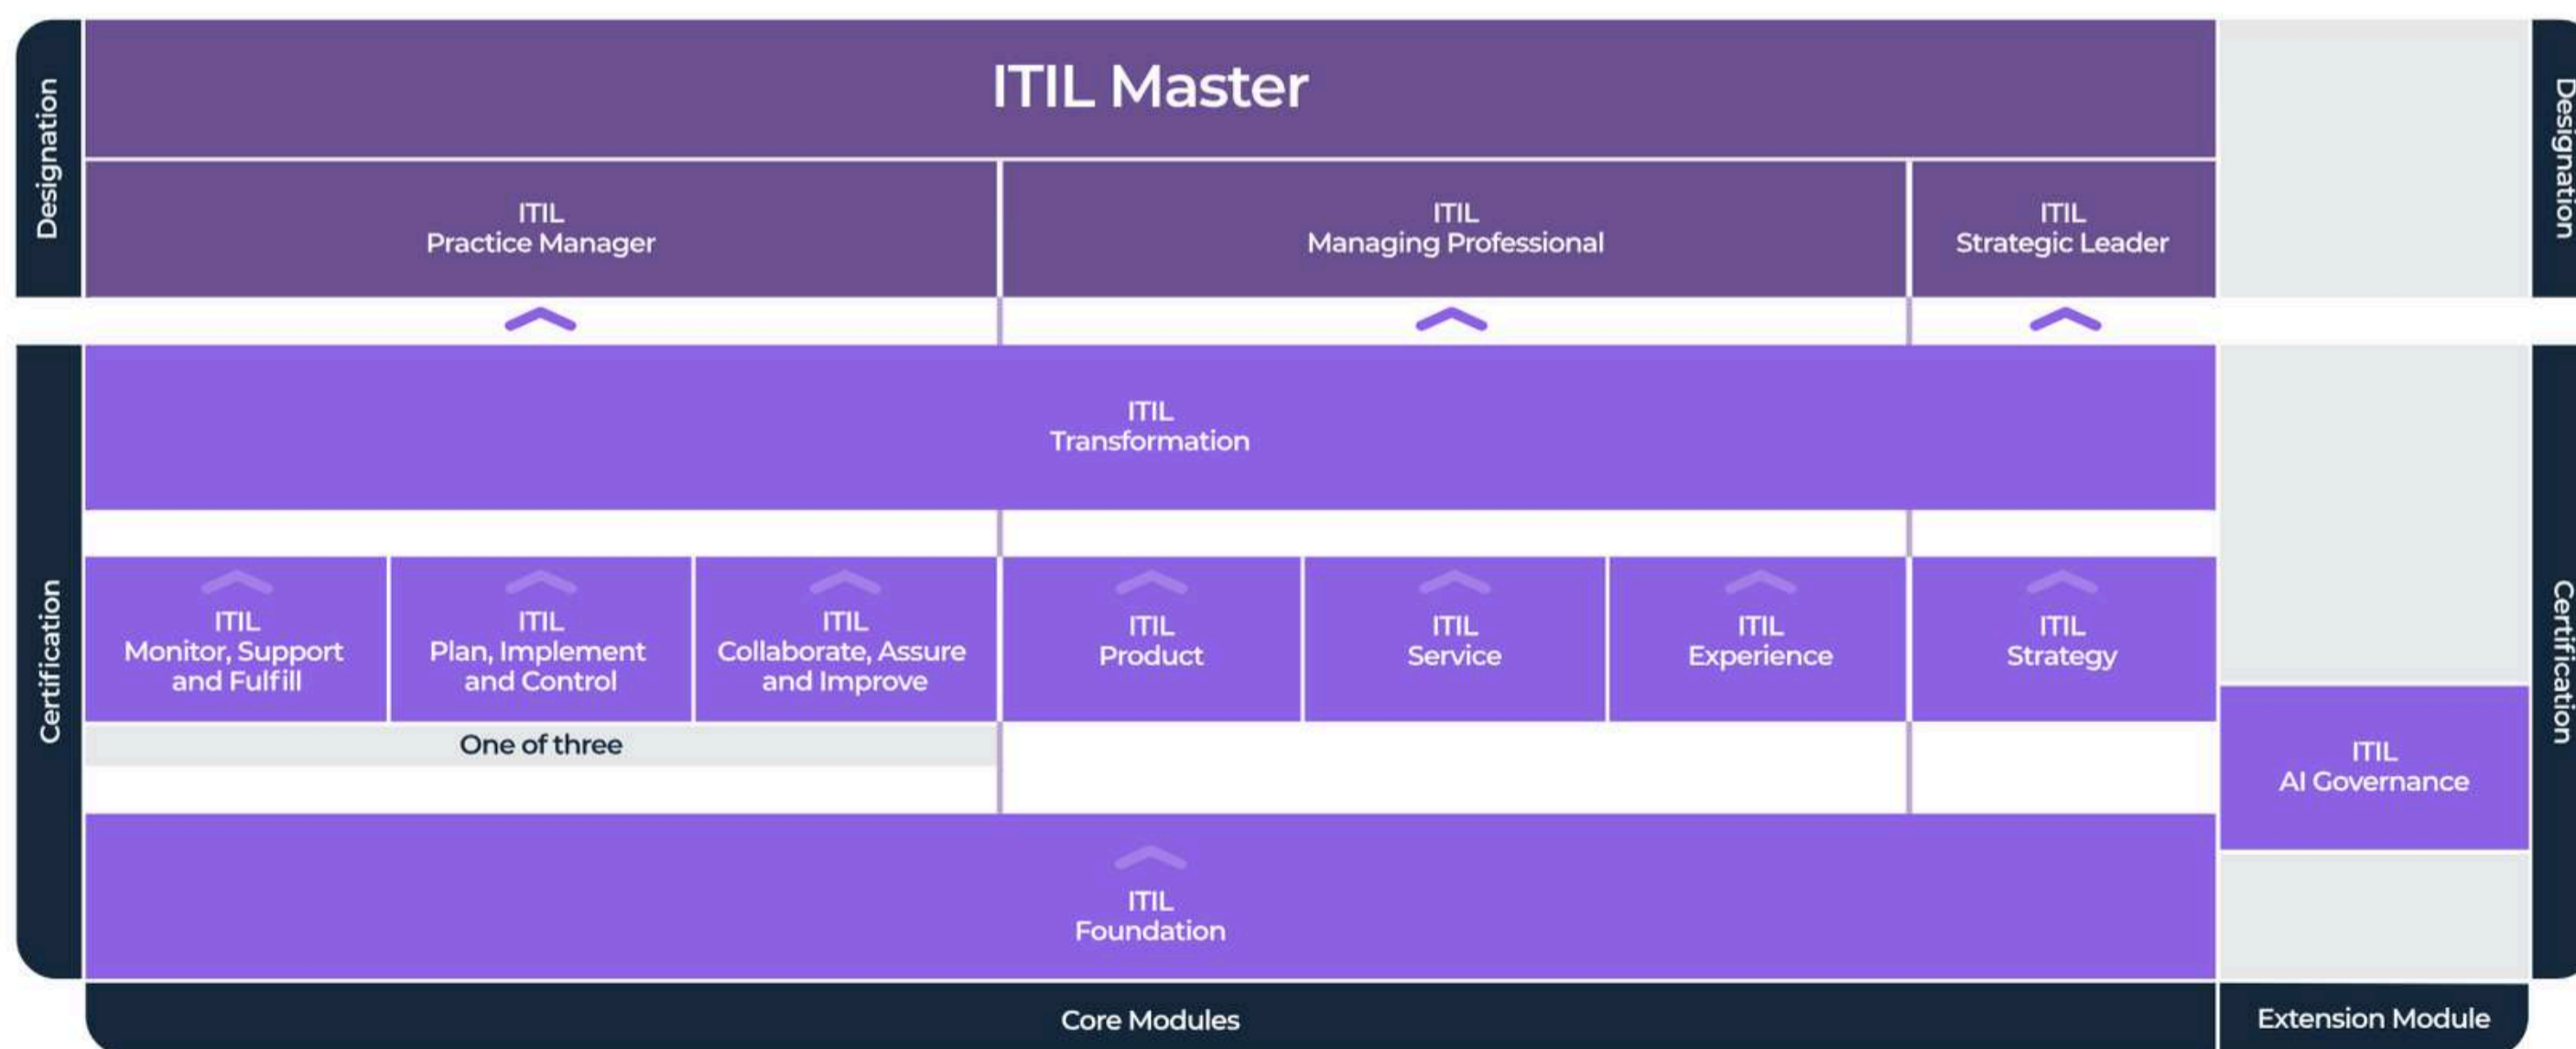 Designation
ITIL Master
Designation
ITIL
Practice Manager
ITIL
Managing Professional
ITIL
Strategic Leader
Certification
ITIL
Transformation
Certification
ITIL
Monitor, Support
and Fulfill
ITIL
Plan, Implement
and Control
ITIL
Collaborate, Assure
and Improve
ITIL
Product
ITIL
Service
ITIL
Experience
ITIL
Strategy
One of three
ITIL
AI Governance
ITIL
Foundation
Core Modules
Extension Module